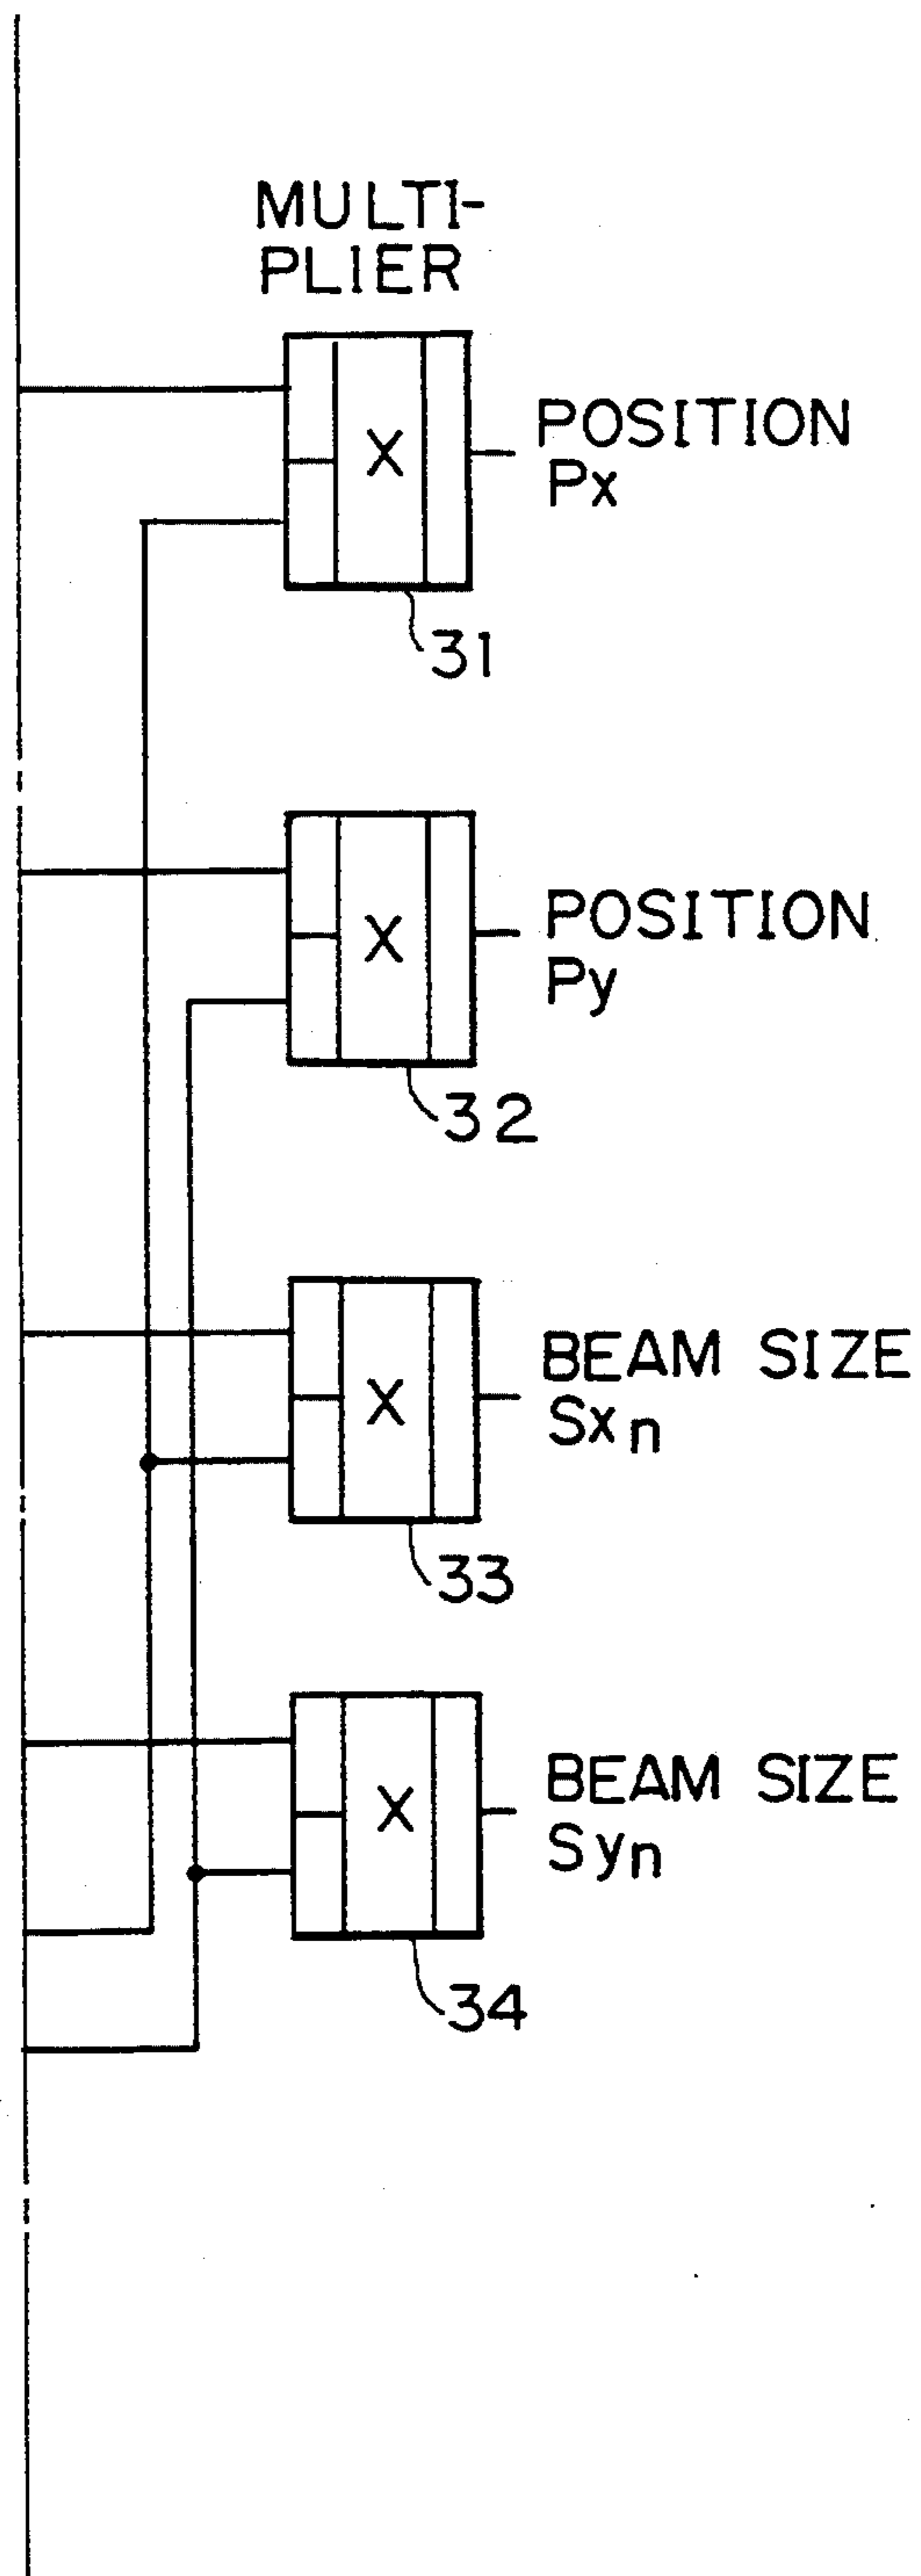 MULTI-
PLIER
X
POSITION
Px
31
X
POSITION
Py
32
X
BEAM SIZE
Sxn
33
X
BEAM SIZE
Syn
34